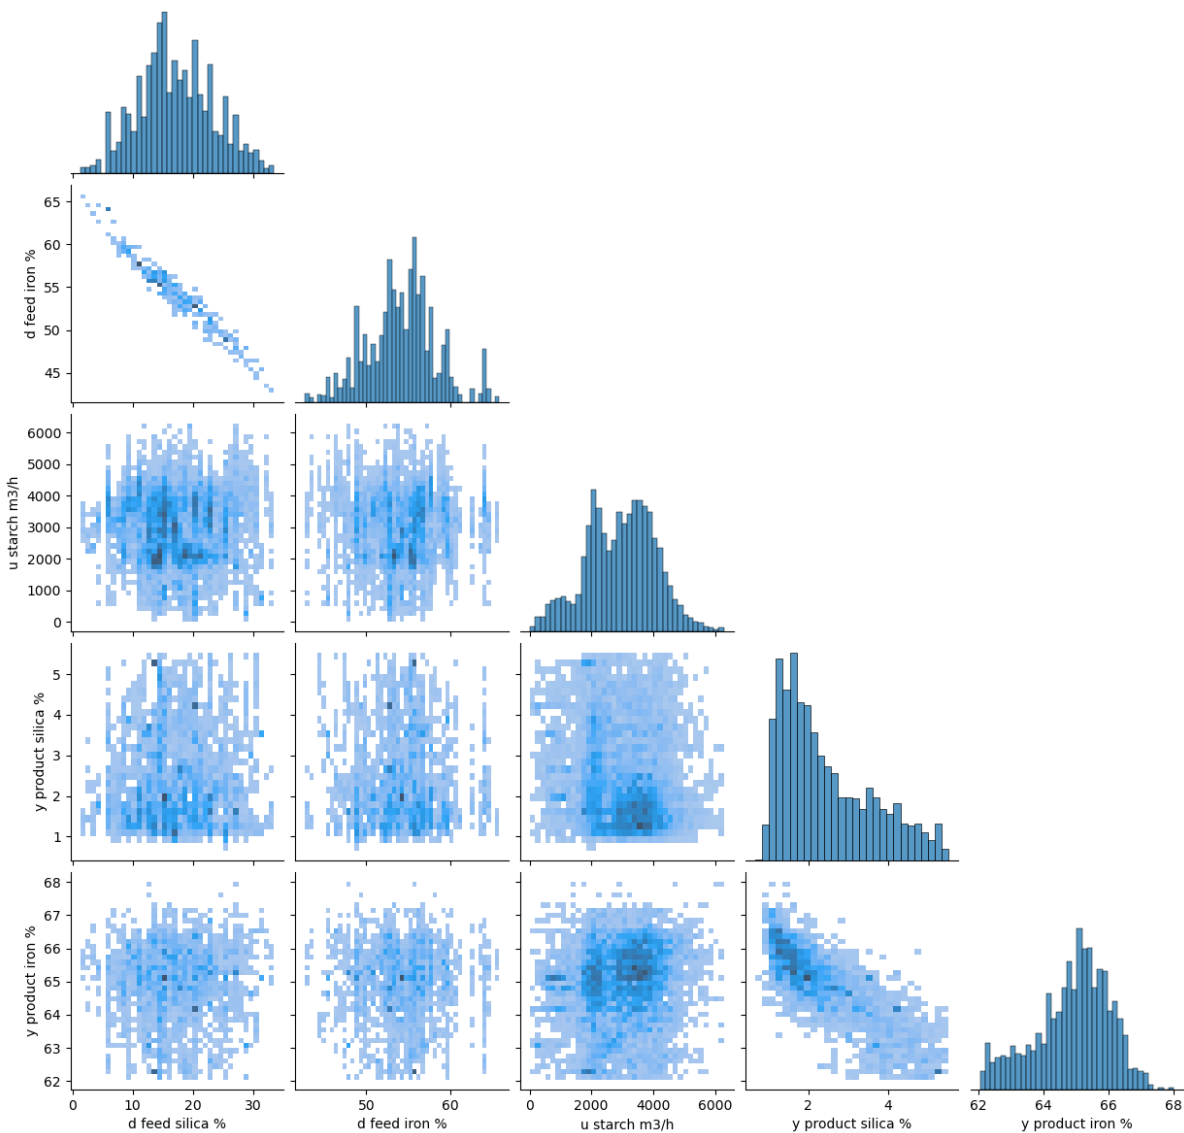 65
60
55
50
45
d feed iron %
6000
5000
4000
3000
2000
1000
0
u starch m3/h
5
4
3
2
1
y product silica %
68
67
66
65
64
63
62
y product iron %
0 10 20 30
50 60
0 2000 4000 6000
2 4
62 64 66 68
d feed silica %
d feed iron %
u starch m3/h
y product silica %
y product iron %